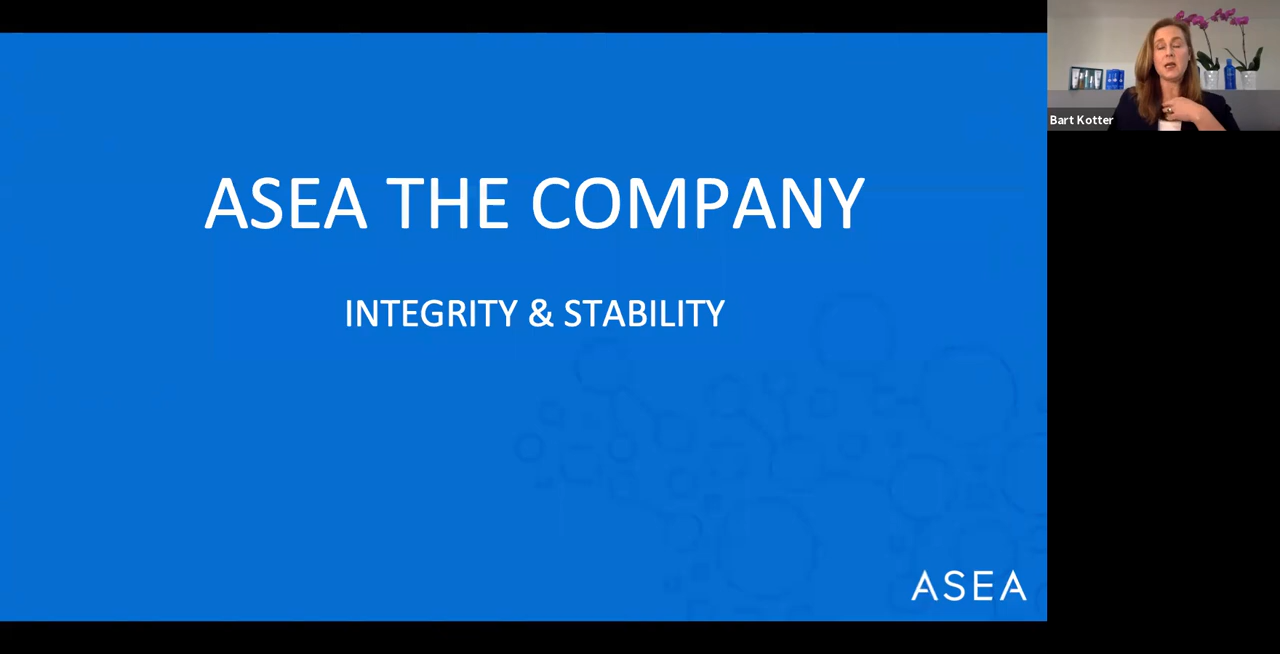 ASEA THE COMPANY
INTEGRITY & STABILITY
ASEA
Bart Kotter